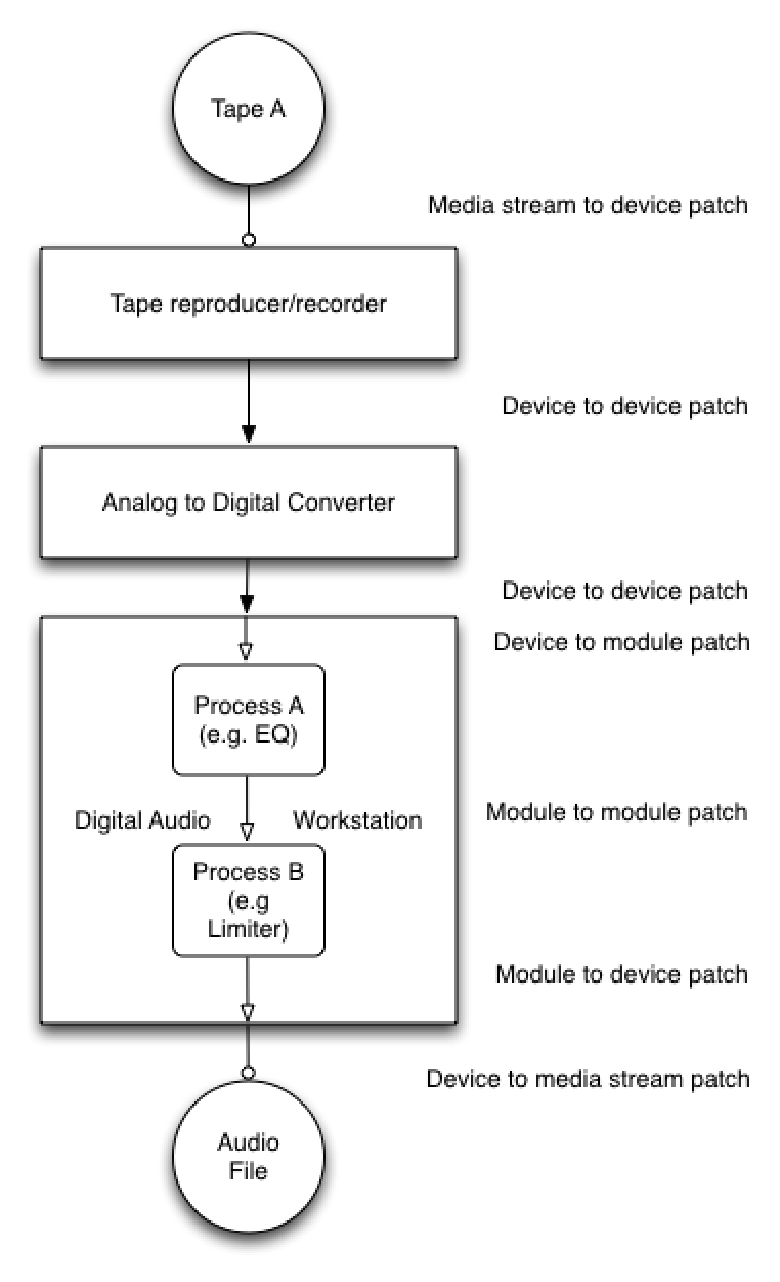 Tape A
Media stream to device patch
Tape reproducer/recorder
Device to device patch
Analog to Digital Converter
Device to device patch
Device to module patch
Process A
(e.g. EQ)
Digital Audio Workstation
Module to module patch
Process B
(e.g
Limiter)
Module to device patch
Device to media stream patch
Audio
File